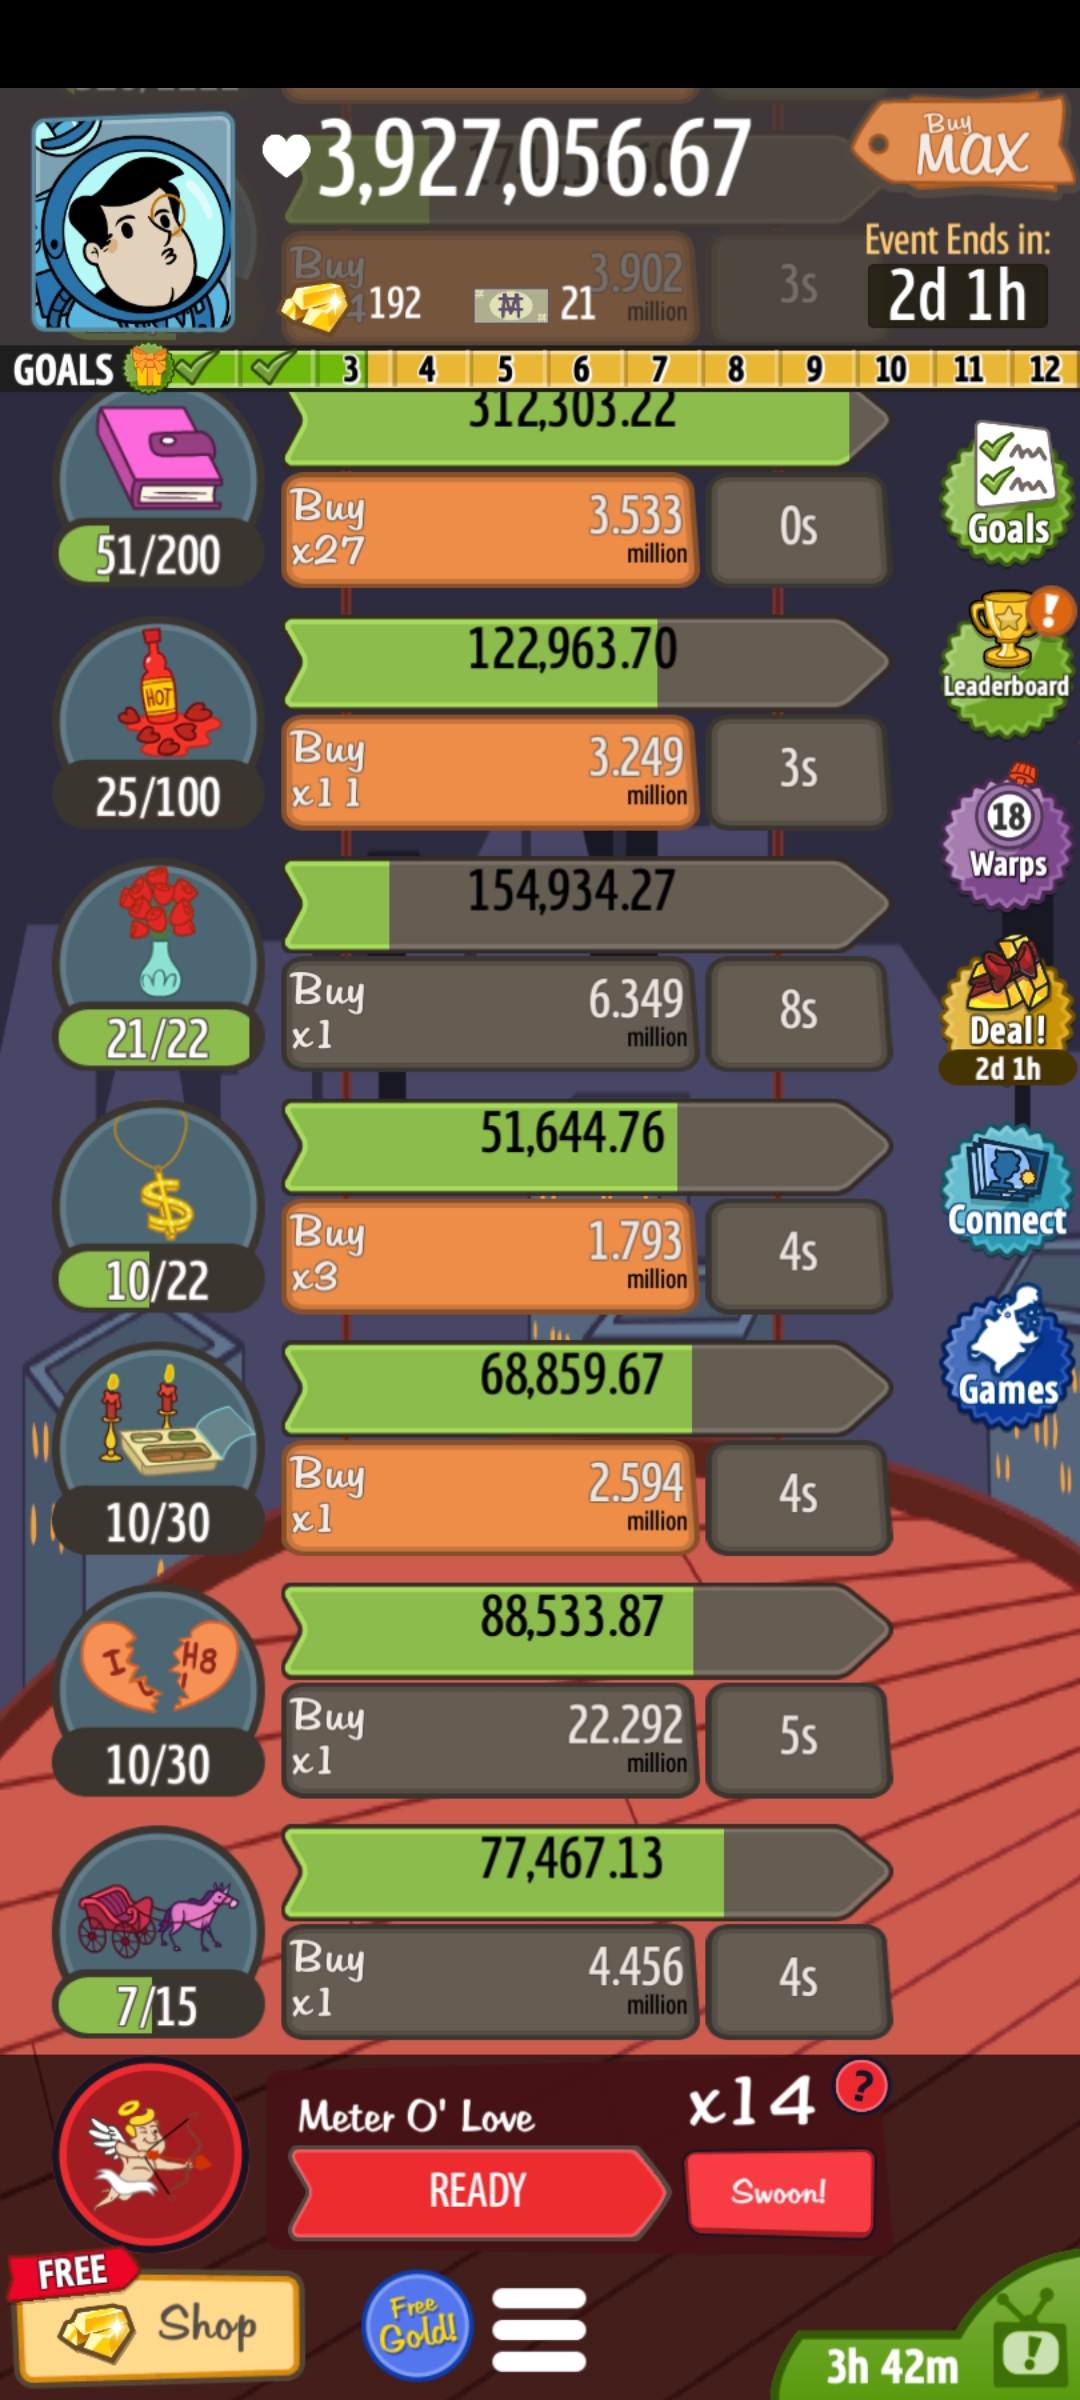 Buy
MAX
3,927,056.67
Event Ends in:
2d 1h
Buy
3.902
million
3s
192
21
GOALS
3 4 5 6 7 8 9 10 11 12
312,303.22
51/200
Buy
x27
3.533
million
0s
Goals
HOT
122,963.70
25/100
Buy
x11
3.249
million
3s
Leaderboard
!
18
Warps
154,934.27
21/22
Buy
x1
6.349
million
8s
Deal!
2d 1h
$
51,644.76
10/22
Buy
x3
1.793
million
4s
Connect
68,859.67
10/30
Buy
x1
2.594
million
4s
Games
I H8
88,533.87
10/30
Buy
x1
22.292
million
5s
77,467.13
7/15
Buy
x1
4.456
million
4s
Meter O' Love
x14
?
READY
Swoon!
FREE
Shop
Free
Gold!
3h 42m
!